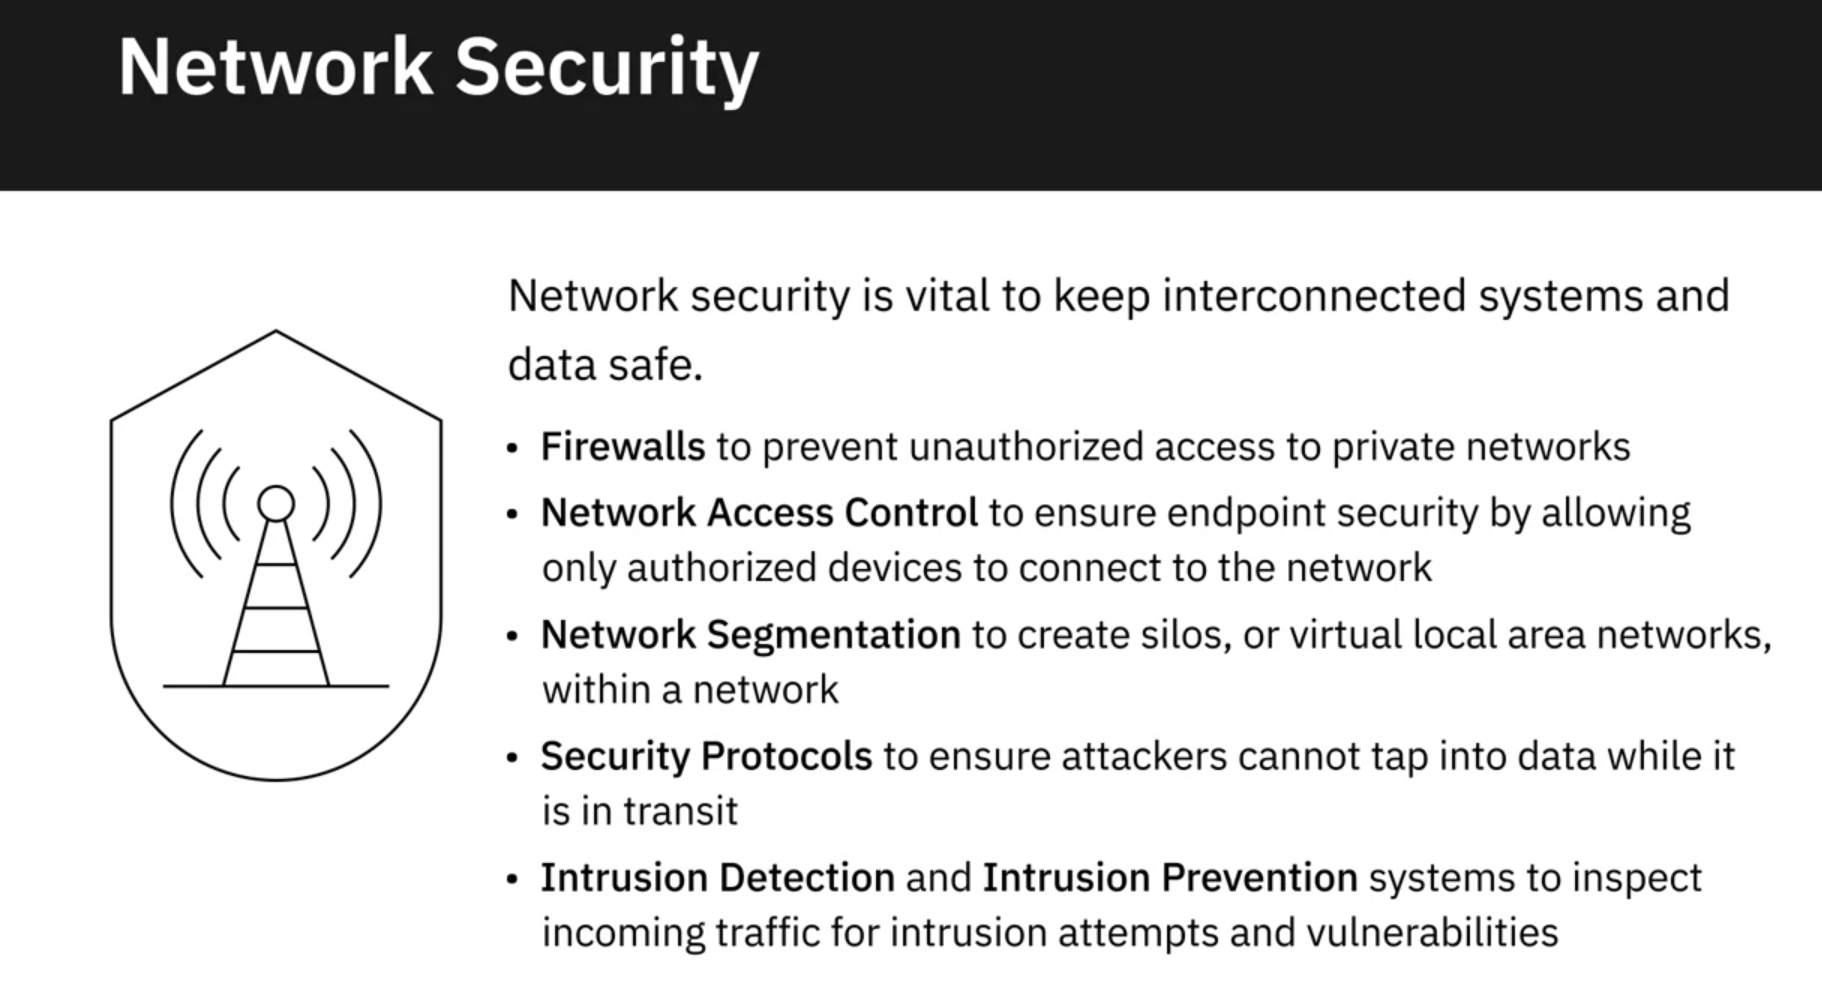 Network Security
Network security is vital to keep interconnected systems and
data safe.
• Firewalls to prevent unauthorized access to private networks
• Network Access Control to ensure endpoint security by allowing
only authorized devices to connect to the network
• Network Segmentation to create silos, or virtual local area networks,
within a network
• Security Protocols to ensure attackers cannot tap into data while it
is in transit
• Intrusion Detection and Intrusion Prevention systems to inspect
incoming traffic for intrusion attempts and vulnerabilities